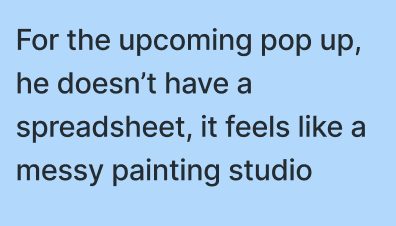 For the upcoming pop up,
he doesn’t have a
spreadsheet, it feels like a
messy painting studio